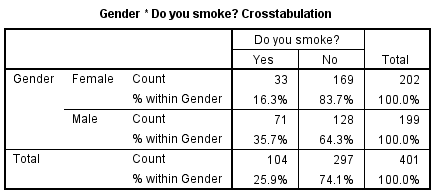 Gender * Do you smoke? Crosstabulation
Do you smoke?
Yes No Total
Gender Female Count 33 169 202
% within Gender 16.3% 83.7% 100.0%
Male Count 71 128 199
% within Gender 35.7% 64.3% 100.0%
Total Count 104 297 401
% within Gender 25.9% 74.1% 100.0%